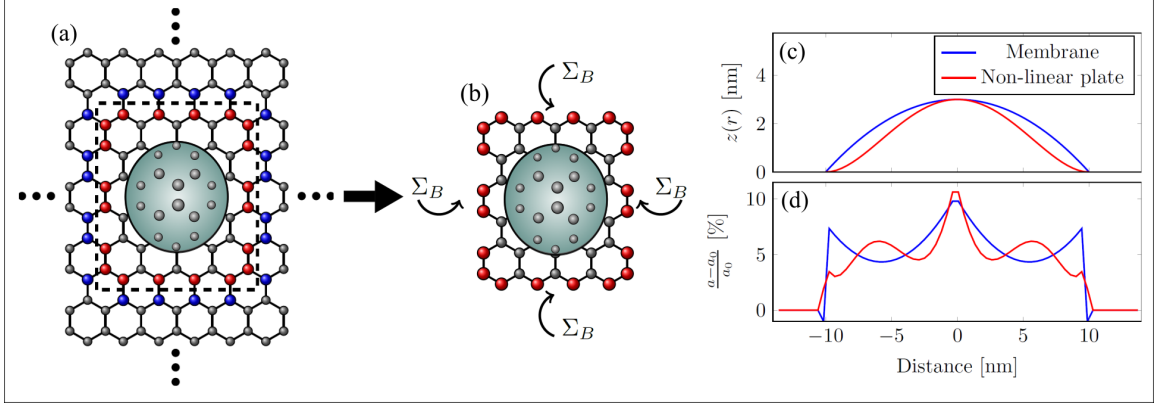 (a)
(b)
Σ_B
Σ_B
Σ_B
Σ_B
(c)
Membrane
Non-linear plate
z(r) [nm]
4
2
0
(d)
(a−a₀)/a₀ [%]
10
5
0
−10
−5
0
5
10
Distance [nm]